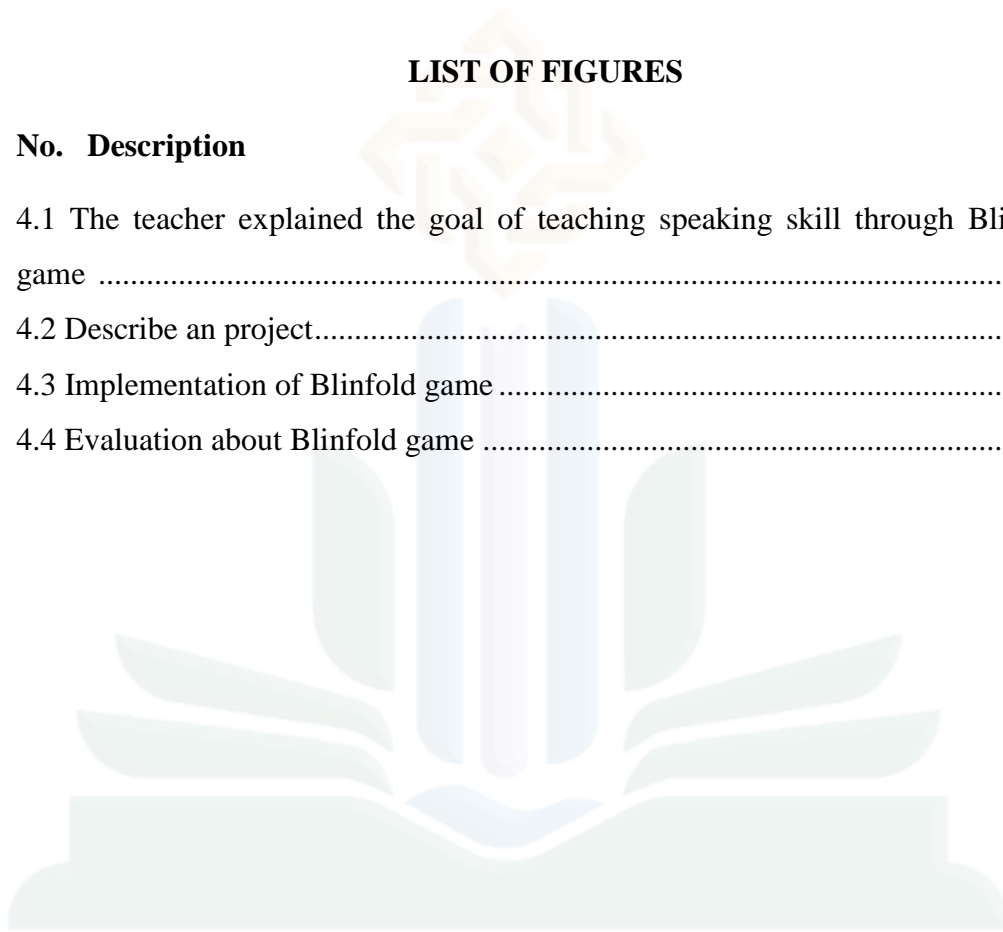 LIST OF FIGURES
No. Description
4.1 The teacher explained the goal of teaching speaking skill through
game ....................................................................................................................
4.2 Describe an project.......................................................................................
4.3 Implementation of Blinfold game ................................................................
4.4 Evaluation about Blinfold game ..................................................................